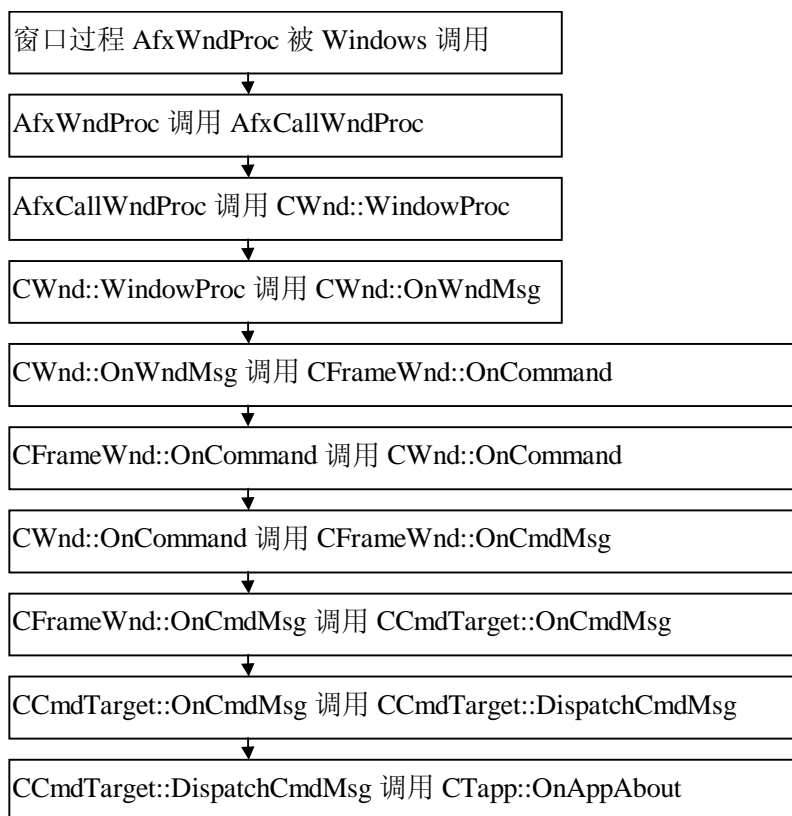 窗口过程 AfxWndProc 被 Windows 调用
AfxWndProc 调用 AfxCallWndProc
AfxCallWndProc 调用 CWnd::WindowProc
CWnd::WindowProc 调用 CWnd::OnWndMsg
CWnd::OnWndMsg 调用 CFrameWnd::OnCommand
CFrameWnd::OnCommand 调用 CWnd::OnCommand
CWnd::OnCommand 调用 CFrameWnd::OnCmdMsg
CFrameWnd::OnCmdMsg 调用 CCmdTarget::OnCmdMsg
CCmdTarget::OnCmdMsg 调用 CCmdTarget::DispatchCmdMsg
CCmdTarget::DispatchCmdMsg 调用 CTapp::OnAppAbout